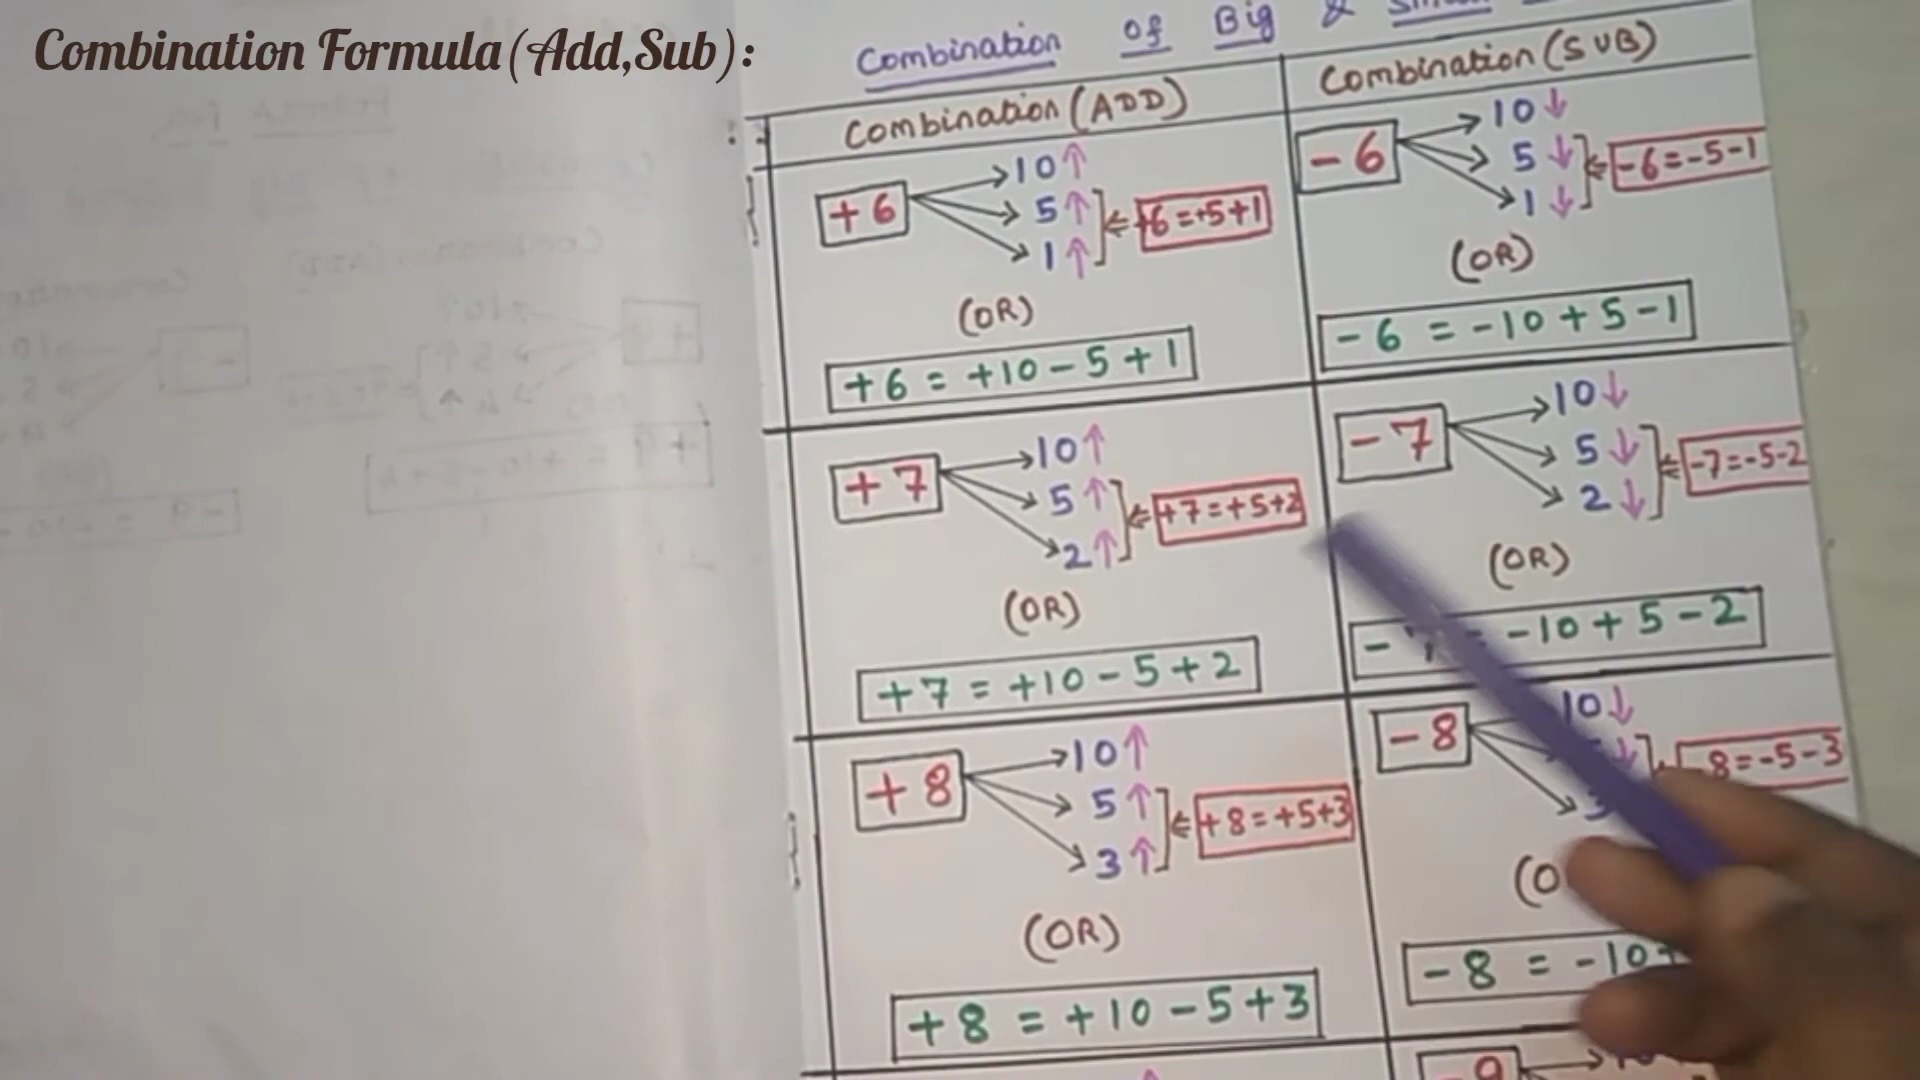 Combination Formula(Add,Sub):
Combination of Big &
Combination (ADD)
+6
10↑
5↑
1↑
+6=+5+1
(OR)
+6 = +10-5+1
+7
10↑
5↑
2↑
+7=+5+2
(OR)
+7 = +10-5+2
+8
10↑
5↑
3↑
+8=+5+3
(OR)
+8 = +10-5+3
Combination (SUB)
-6
10↓
5↓
1↓
-6=-5-1
(OR)
-6 = -10+5-1
-7
10↓
5↓
2↓
-7=-5-2
(OR)
-10+5-2
-8
10↓
8=-5-3
-8 = -10+
-9